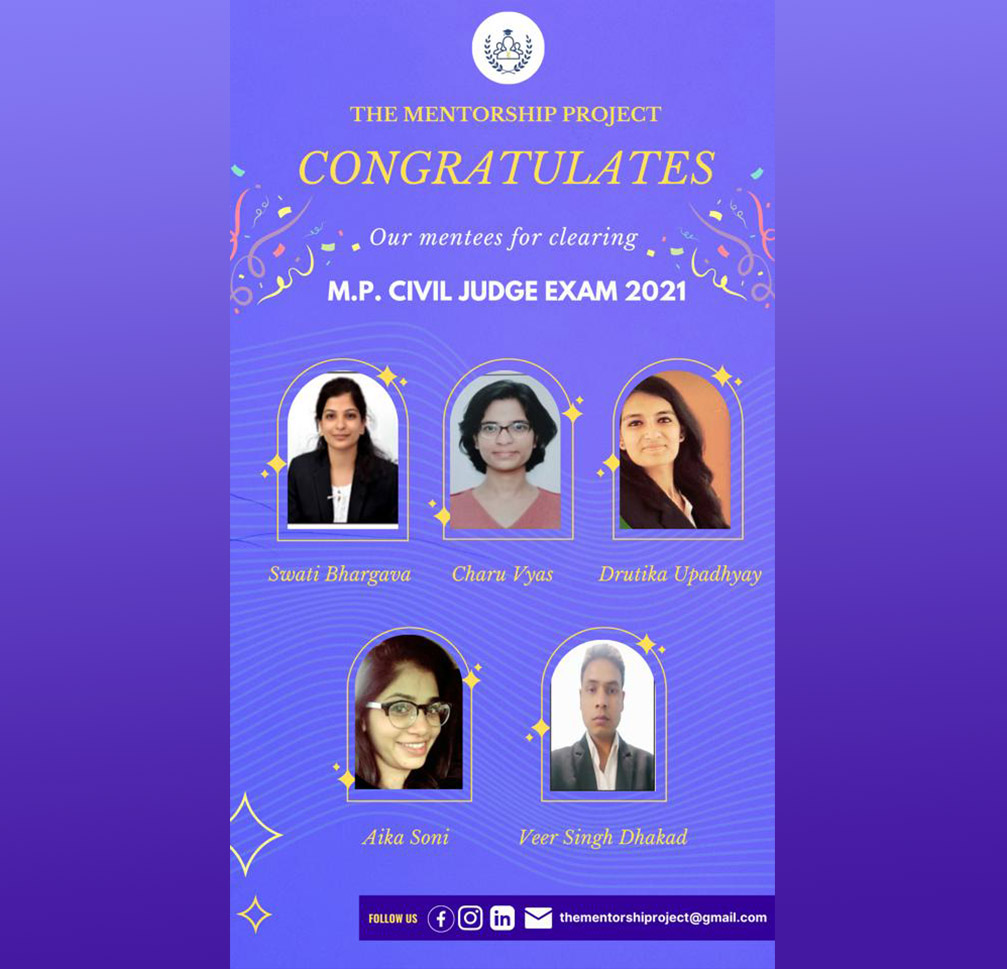 THE MENTORSHIP PROJECT
CONGRATULATES
Our mentees for clearing
M.P. CIVIL JUDGE EXAM 2021
Swati Bhargava
Charu Vyas
Drutika Upadhyay
Aika Soni
Veer Singh Dhakad
FOLLOW US
thementorshiproject@gmail.com